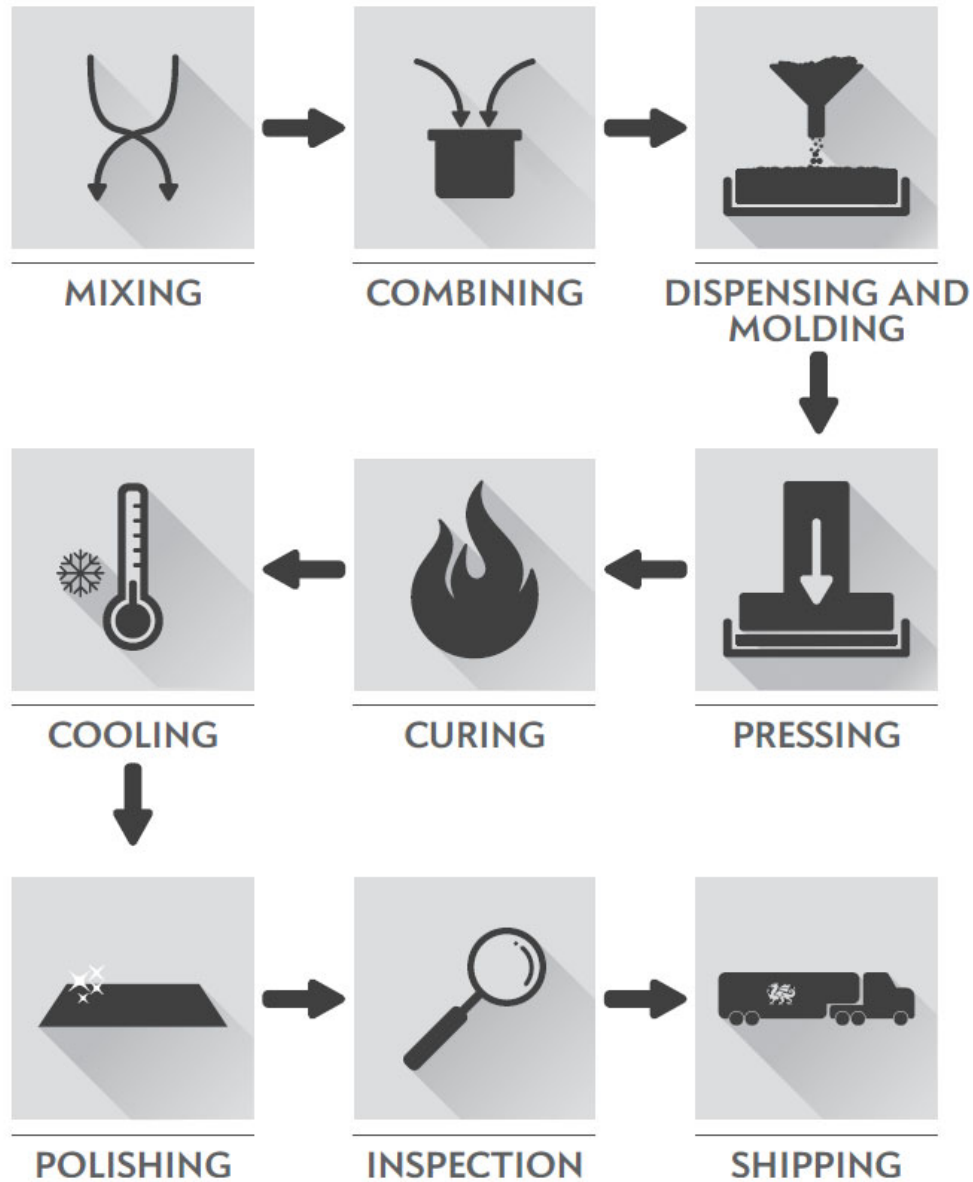 MIXING
COMBINING
DISPENSING AND
MOLDING
PRESSING
CURING
COOLING
POLISHING
INSPECTION
SHIPPING